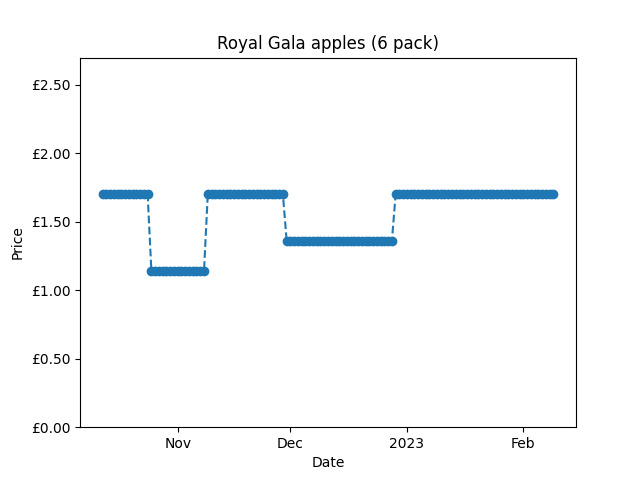 Royal Gala apples (6 pack)
£2.50
£2.00
£1.50
£1.00
£0.50
£0.00
Price
Nov
Dec
2023
Feb
Date